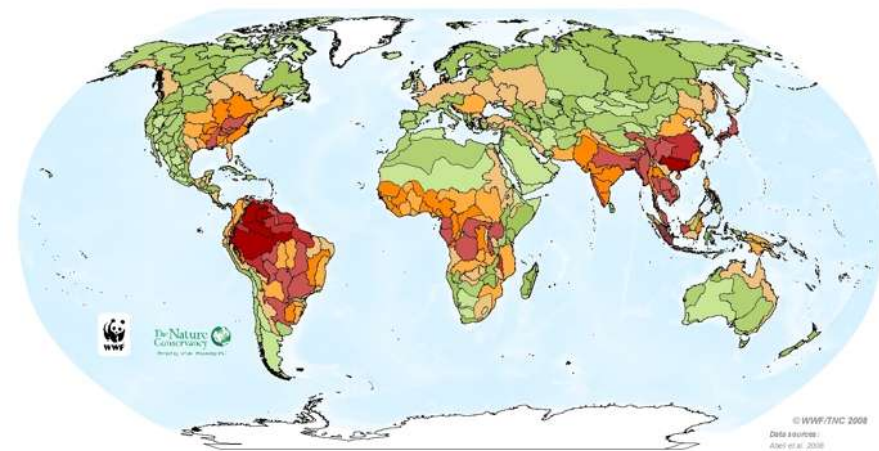 WWF
The Nature
Conservancy
© WWF/TNC 2008
Data sources:
Abell et al. 2008